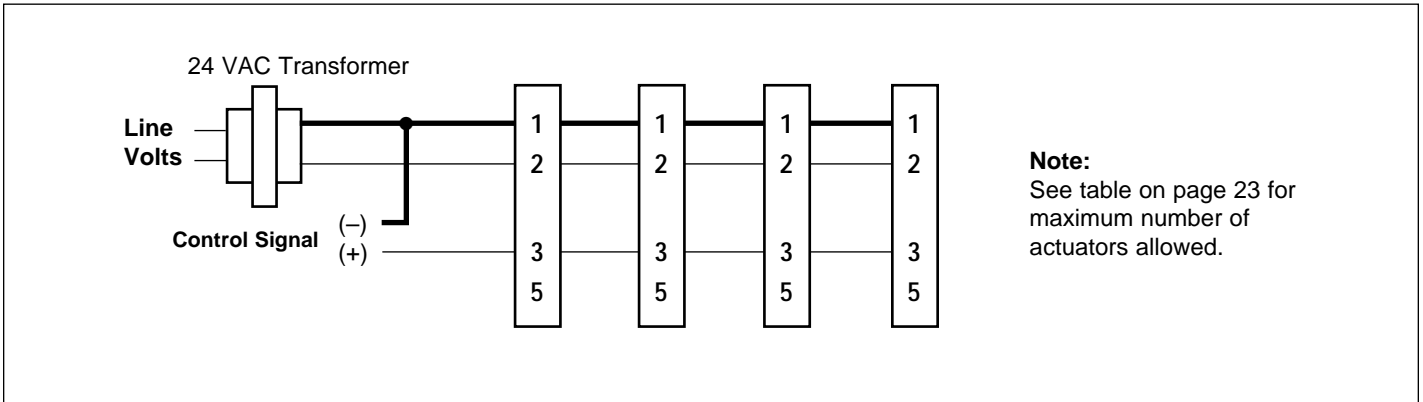 24 VAC Transformer
Line
Volts
Control Signal
(–)
(+)
1 1 1 1
2 2 2 2
3 3 3 3
5 5 5 5
Note:
See table on page 23 for
maximum number of
actuators allowed.